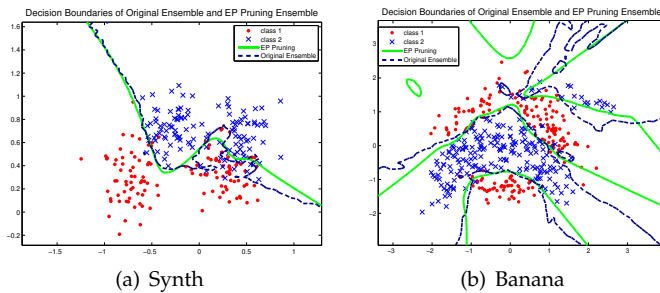 Decision Boundaries of Original Ensemble and EP Pruning Ensemble
class 1
class 2
EP Pruning
Original Ensemble
1.6
1.4
1.2
1
0.8
0.6
0.4
0.2
0
−0.2
−1.5
−1
−0.5
0
0.5
1
(a) Synth
Decision Boundaries of Original Ensemble and EP Pruning Ensemble
class 1
class 2
EP Pruning
Original Ensemble
3
2
1
0
−1
−2
−3
−2
−1
0
1
2
3
(b) Banana